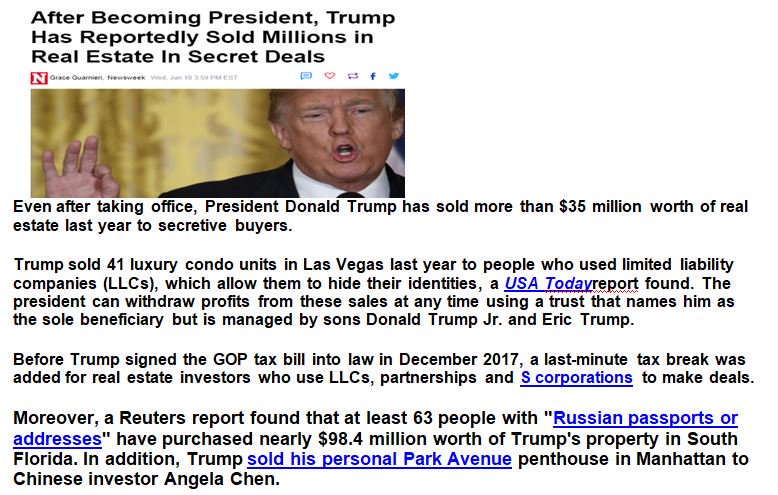 After Becoming President, Trump
Has Reportedly Sold Millions in
Real Estate In Secret Deals
N Grace Guarnieri, Newsweek Wed, Jan 10 3:59 PM EST
Even after taking office, President Donald Trump has sold more than $35 million worth of real
estate last year to secretive buyers.
Trump sold 41 luxury condo units in Las Vegas last year to people who used limited liability
companies (LLCs), which allow them to hide their identities, a USA Todayreport found. The
president can withdraw profits from these sales at any time using a trust that names him as
the sole beneficiary but is managed by sons Donald Trump Jr. and Eric Trump.
Before Trump signed the GOP tax bill into law in December 2017, a last-minute tax break was
added for real estate investors who use LLCs, partnerships and S corporations to make deals.
Moreover, a Reuters report found that at least 63 people with "Russian passports or
addresses" have purchased nearly $98.4 million worth of Trump's property in South
Florida. In addition, Trump sold his personal Park Avenue penthouse in Manhattan to
Chinese investor Angela Chen.